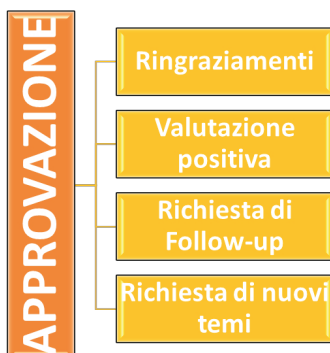 APPROVAZIONE
Ringraziamenti
Valutazione
positiva
Richiesta di
Follow-up
Richiesta di nuovi
temi